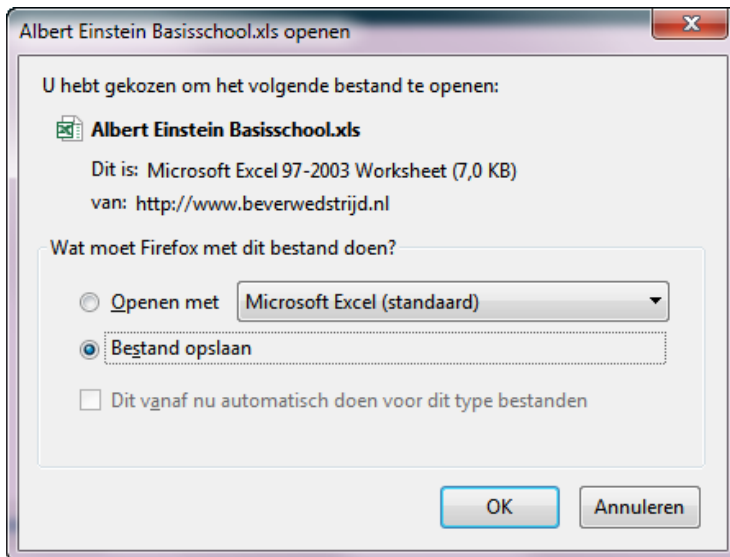 Albert Einstein Basisschool.xls openen
U hebt gekozen om het volgende bestand te openen:
Albert Einstein Basisschool.xls
Dit is: Microsoft Excel 97-2003 Worksheet (7,0 KB)
van: http://www.beverwedstrijd.nl
Wat moet Firefox met dit bestand doen?
Openen met Microsoft Excel (standaard)
Bestand opslaan
Dit vanaf nu automatisch doen voor dit type bestanden
OK Annuleren